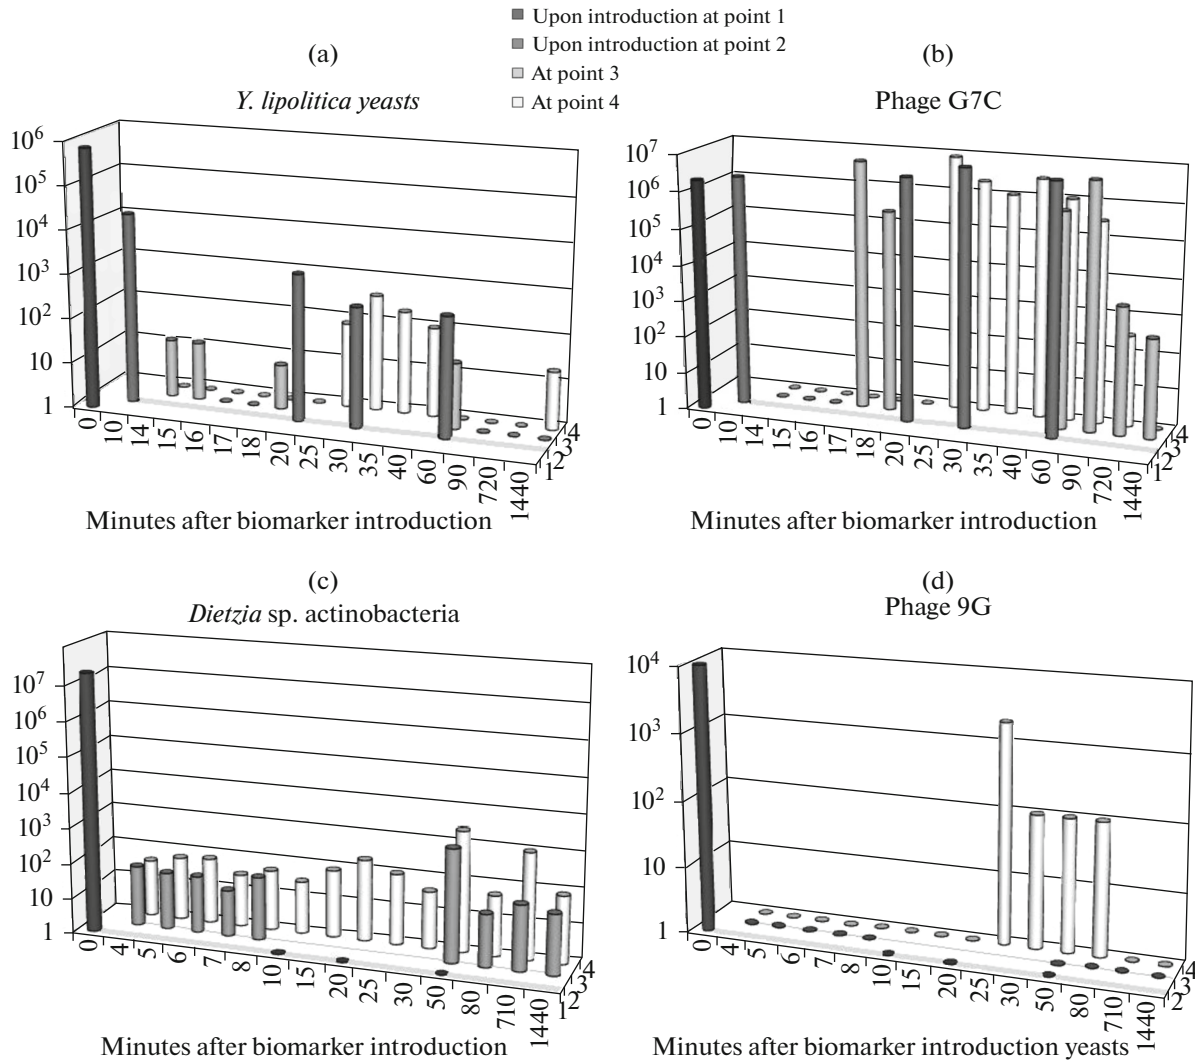 Upon introduction at point 1
Upon introduction at point 2
At point 3
At point 4
(a)
Y. lipolitica yeasts
10⁶
10⁵
10⁴
10³
10²
10
1
0 10 14 15 16 17 18 20 25 30 35 40 60 90 720 1440
1 2 3 4
Minutes after biomarker introduction
(b)
Phage G7C
10⁷
10⁶
10⁵
10⁴
10³
10²
10
1
0 10 14 15 16 17 18 20 25 30 35 40 60 90 720 1440
1 2 3 4
Minutes after biomarker introduction
(c)
Dietzia sp. actinobacteria
10⁷
10⁶
10⁵
10⁴
10³
10²
10
1
0 4 5 6 7 8 10 15 20 25 30 50 80 710 1440
1 2 3 4
Minutes after biomarker introduction
(d)
Phage 9G
10⁴
10³
10²
10
1
0 4 5 6 7 8 10 15 20 25 30 50 80 710 1440
2 3 4
Minutes after biomarker introduction yeasts